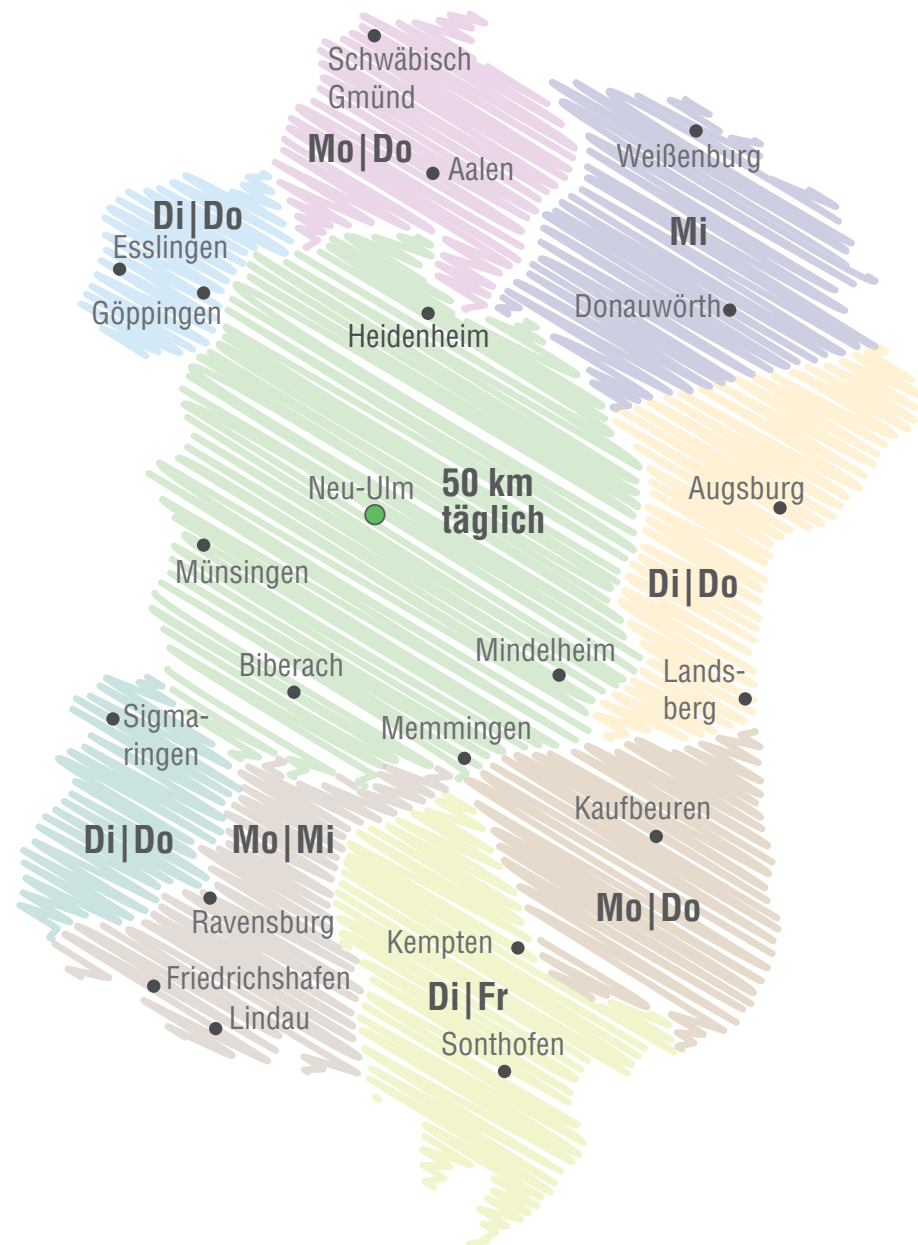 Schwäbisch
Gmünd
Mo|Do
Aalen
Weißenburg
Mi
Donauwörth
Di|Do
Esslingen
Göppingen
Heidenheim
Neu-Ulm
50 km
täglich
Augsburg
Münsingen
Di|Do
Biberach
Mindelheim
Lands-
berg
Memmingen
Sigma-
ringen
Kaufbeuren
Di|Do
Mo|Mi
Mo|Do
Ravensburg
Kempten
Friedrichshafen
Di|Fr
Lindau
Sonthofen